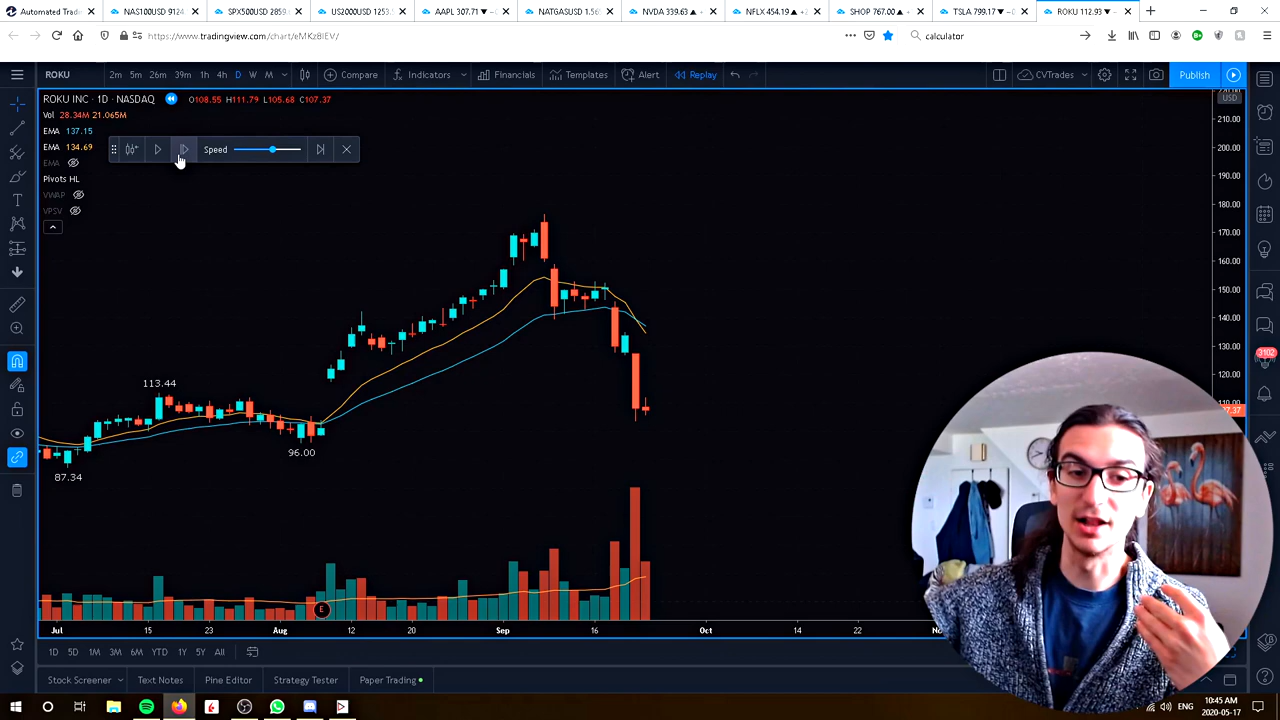 Automated Tradi
NAS100USD 9124
SPX500USD 2859.
US2000USD 1253.
AAPL 307.71
NATGASUSD 1.56
NVDA 339.63
NFLX 454.19
SHOP 767.00
TSLA 799.17
ROKU 112.93
https://www.tradingview.com/chart/eMKz8IEV/
calculator
ROKU
2m 5m 26m 39m 1h 4h D W M
Compare
Indicators
Financials
Templates
Alert
Replay
CVTrades
Publish
ROKU INC · 1D · NASDAQ
O108.55 H111.79 L105.68 C107.37
Vol 28.34M 21.065M
EMA 137.15
EMA 134.69
EMA
Speed
Pivots HL
VWAP
VPSV
USD
210.00
200.00
190.00
180.00
170.00
160.00
150.00
140.00
130.00
120.00
113.44
96.00
87.34
3102
E
Jul 15 23 Aug 12 20 Sep 16 Oct 14 22
1D 5D 1M 3M 6M YTD 1Y 5Y All
Stock Screener
Text Notes
Pine Editor
Strategy Tester
Paper Trading
ENG
10:45 AM
2020-05-17